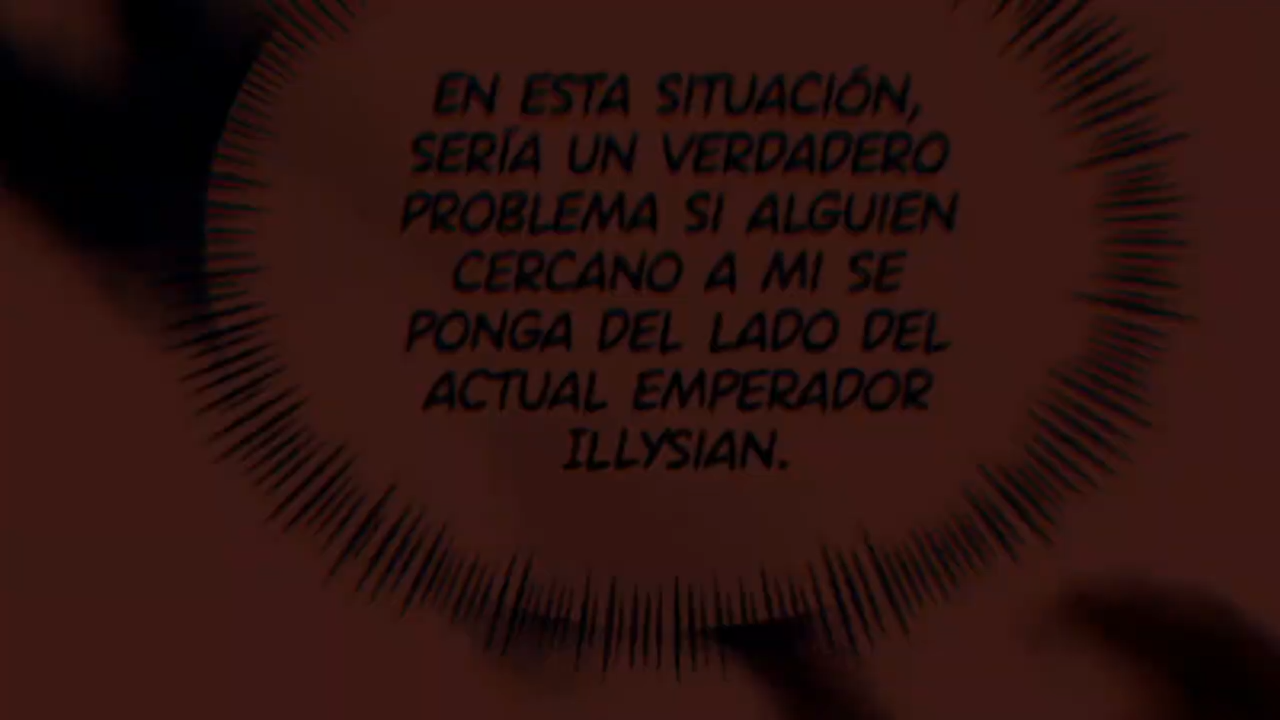 EN ESTA SITUACIÓN,
SERÍA UN VERDADERO
PROBLEMA SI ALGUIEN
CERCANO A MI SE
PONGA DEL LADO DEL
ACTUAL EMPERADOR
ILLYSIAN.